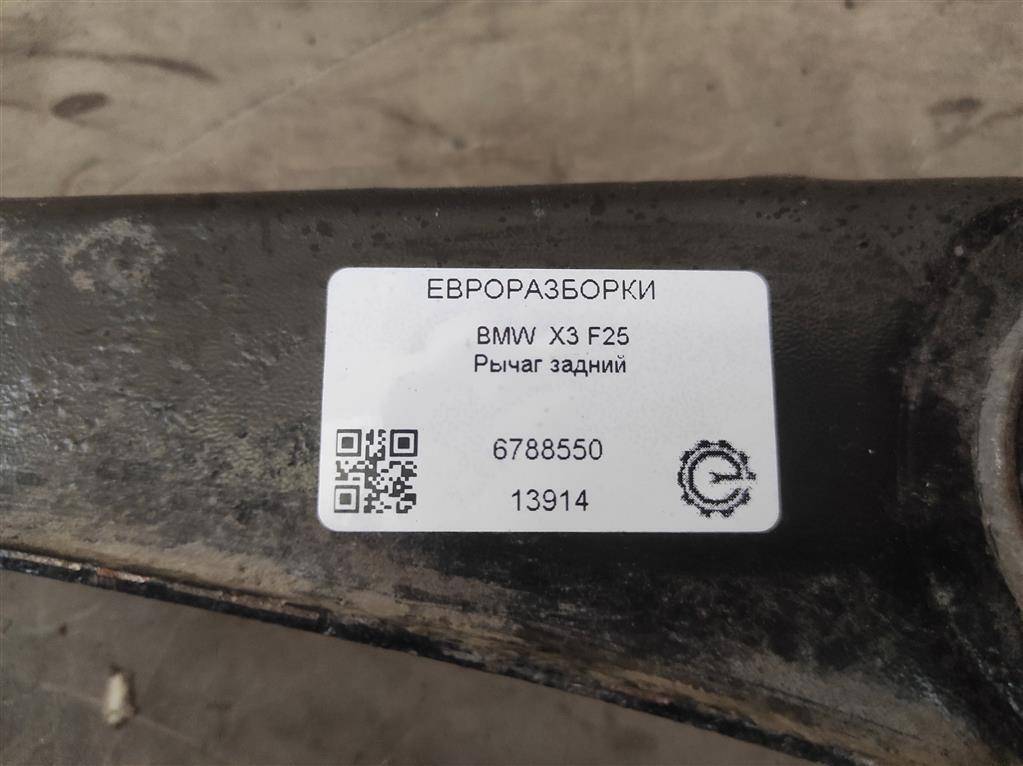 ЕВРОРАЗБОРКИ
BMW X3 F25
Рычаг задний
6788550
13914